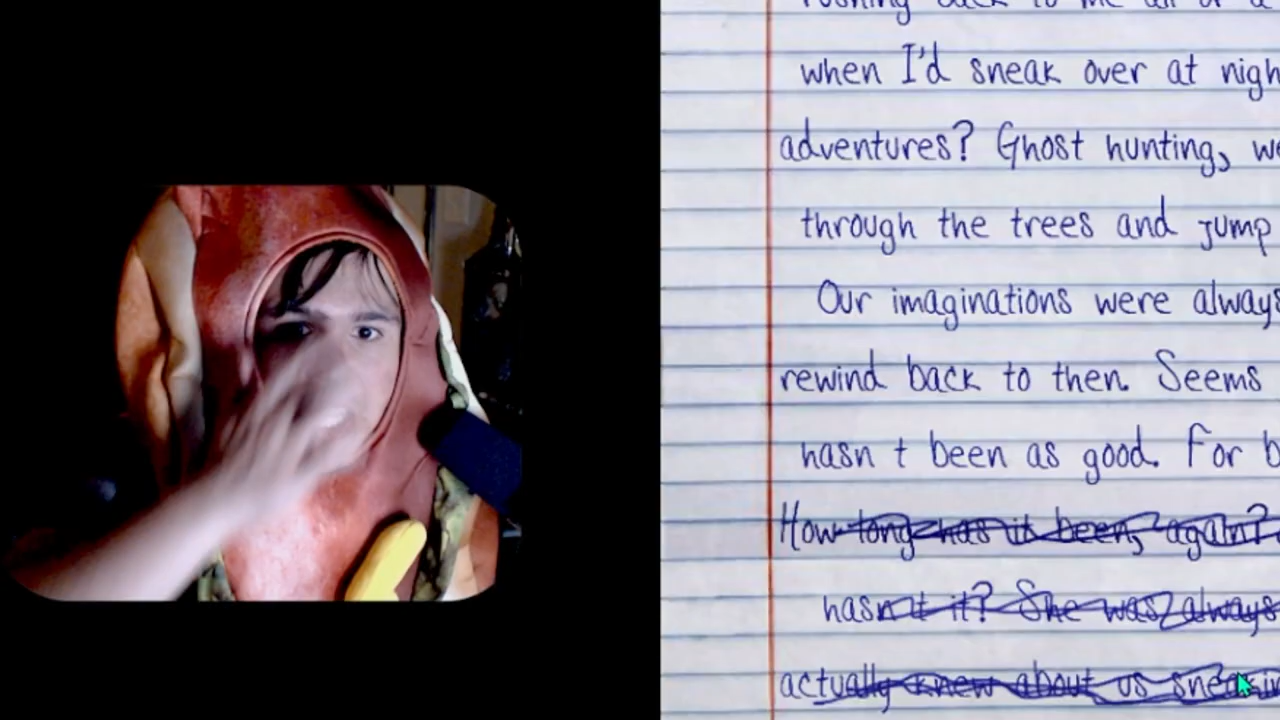 when I'd sneak over at nigh
adventures? Ghost hunting, we
through the trees and jump
Our imaginations were always
rewind back to then. Seems
hasn t been as good. For b
How long has it been, again?
hasn t it? She was always
actually knew about us sneakin